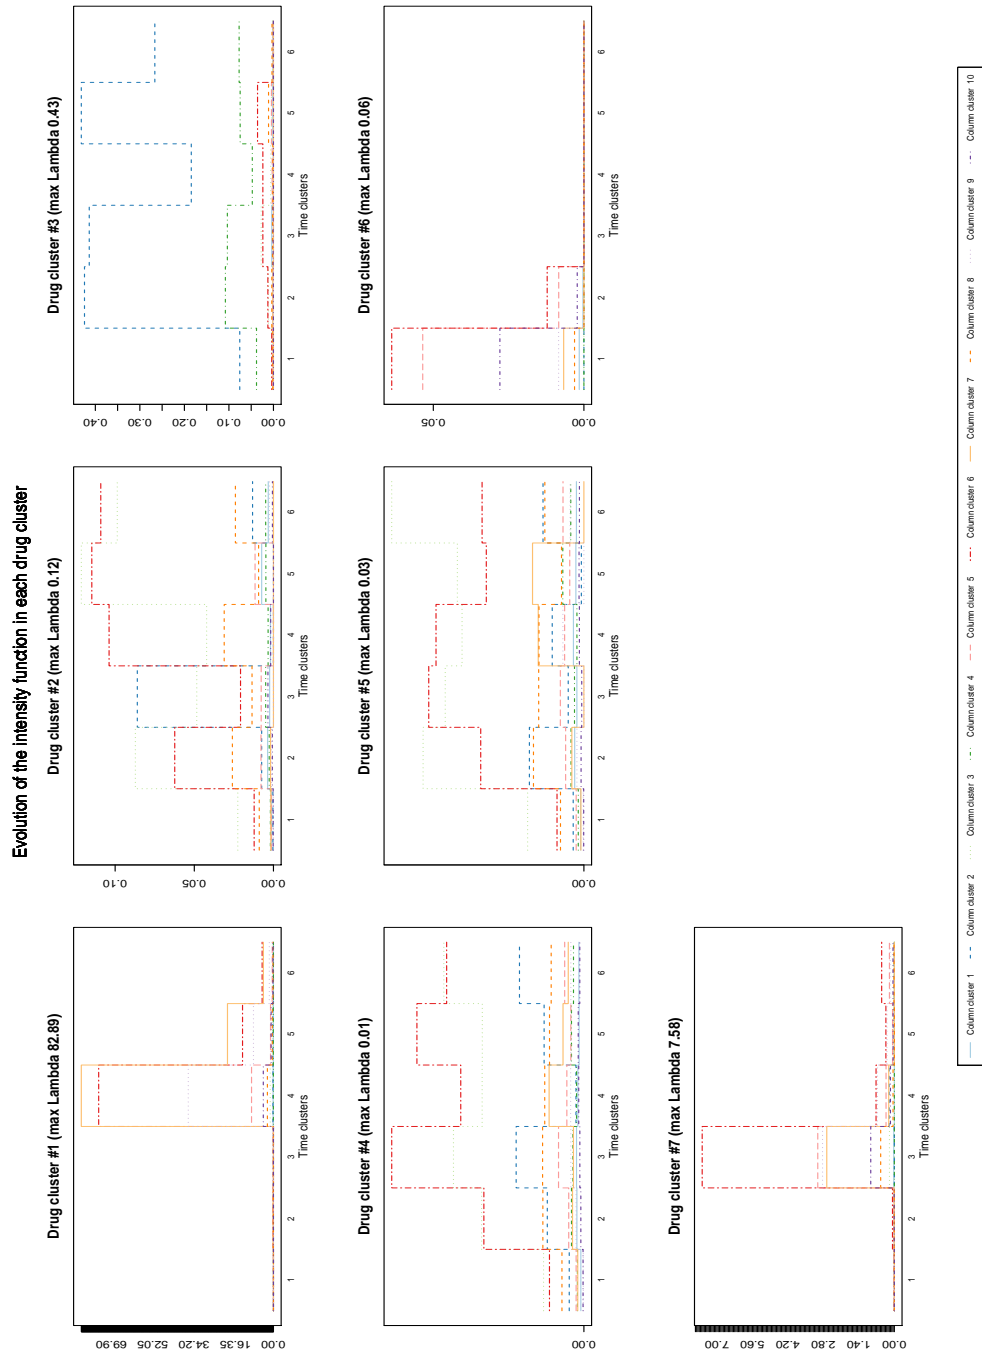 Evolution of the intensity function in each drug cluster
Drug cluster #1 (max Lambda 82.89)
69.90
52.05
34.20
16.35
0.00
1 2 3 4 5 6
Time clusters
Drug cluster #2 (max Lambda 0.12)
0.10
0.05
0.00
1 2 3 4 5 6
Time clusters
Drug cluster #3 (max Lambda 0.43)
0.40
0.30
0.20
0.10
0.00
1 2 3 4 5 6
Time clusters
Drug cluster #4 (max Lambda 0.01)
0.00
1 2 3 4 5 6
Time clusters
Drug cluster #5 (max Lambda 0.03)
0.00
1 2 3 4 5 6
Time clusters
Drug cluster #6 (max Lambda 0.06)
0.05
0.00
1 2 3 4 5 6
Time clusters
Drug cluster #7 (max Lambda 7.58)
7.00
5.60
4.20
2.80
1.40
0.00
1 2 3 4 5 6
Time clusters
Column cluster 1 Column cluster 2 Column cluster 3 Column cluster 4 Column cluster 5 Column cluster 6 Column cluster 7 Column cluster 8 Column cluster 9 Column cluster 10